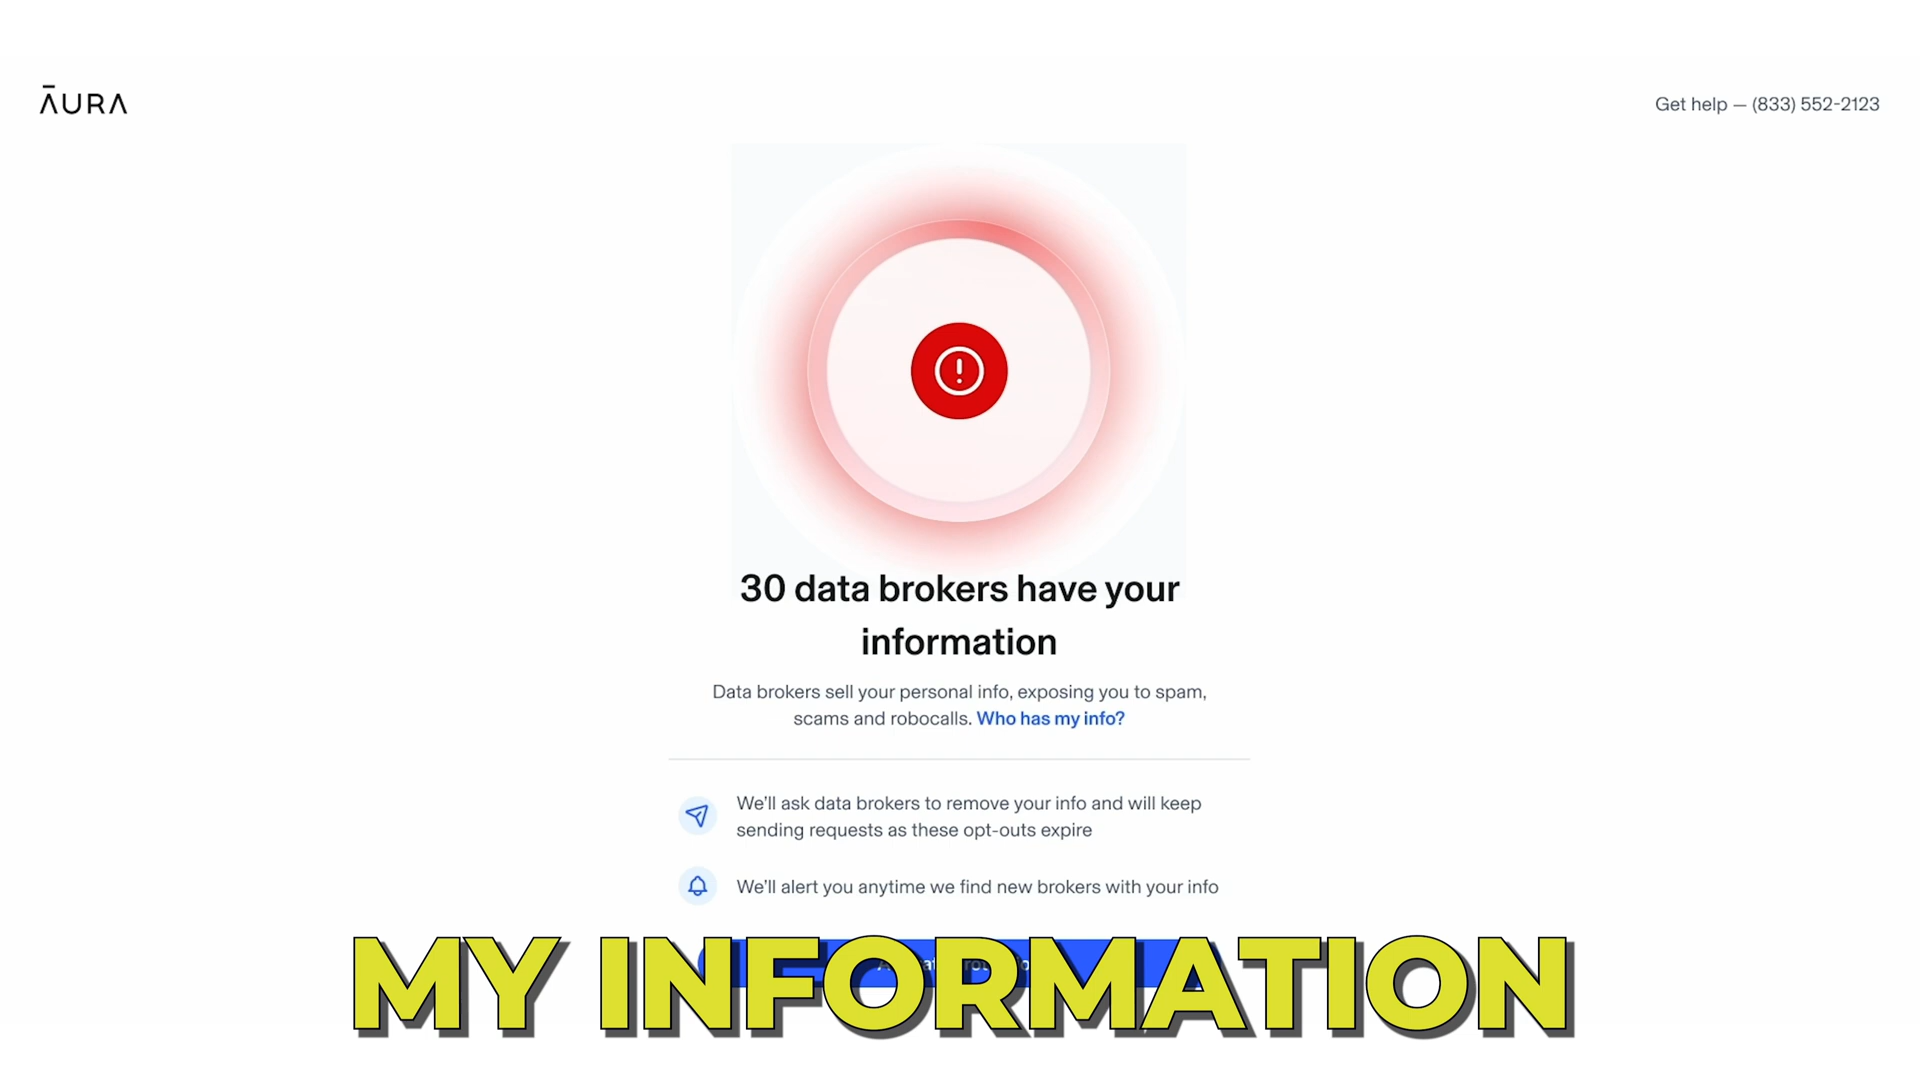 ĀURA
Get help — (833) 552-2123
30 data brokers have your
information
Data brokers sell your personal info, exposing you to spam,
scams and robocalls. Who has my info?
We'll ask data brokers to remove your info and will keep
sending requests as these opt-outs expire
We'll alert you anytime we find new brokers with your info
MY INFORMATION